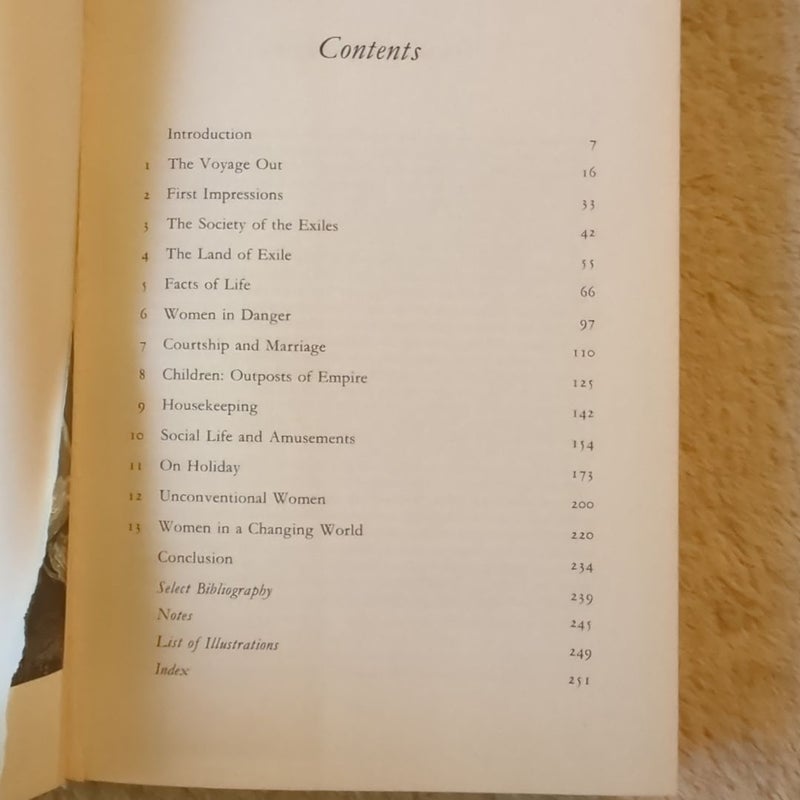 Contents
Introduction 7
1 The Voyage Out 16
2 First Impressions 33
3 The Society of the Exiles 42
4 The Land of Exile 55
5 Facts of Life 66
6 Women in Danger 97
7 Courtship and Marriage 110
8 Children: Outposts of Empire 125
9 Housekeeping 142
10 Social Life and Amusements 154
11 On Holiday 173
12 Unconventional Women 200
13 Women in a Changing World 220
Conclusion 234
Select Bibliography 239
Notes 245
List of Illustrations 249
Index 251